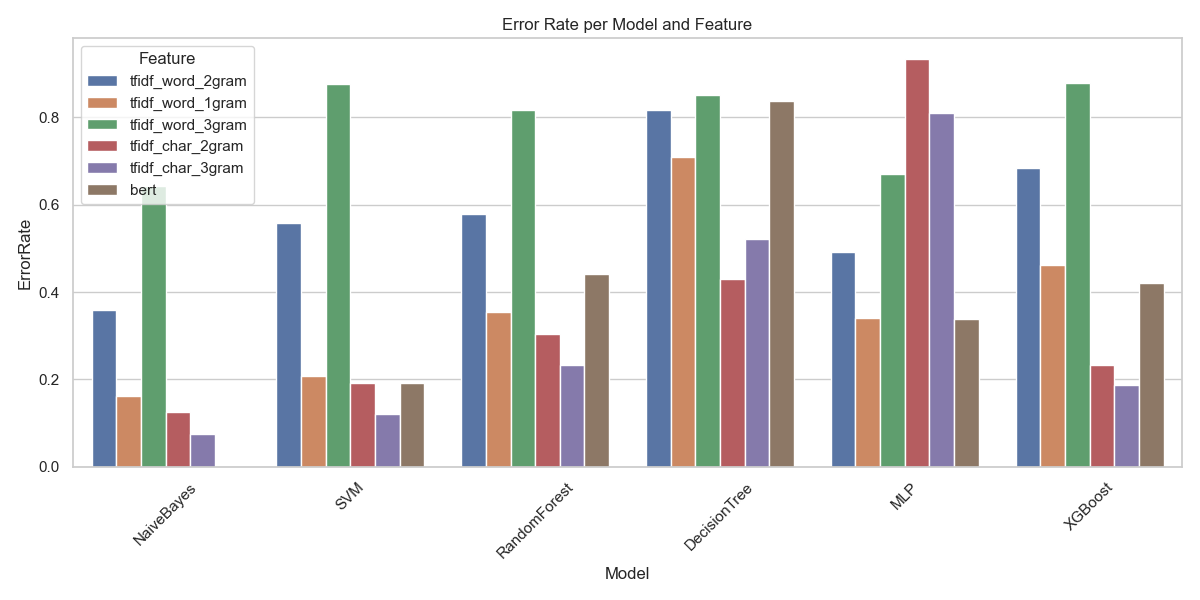 Error Rate per Model and Feature
Feature
tfidf_word_2gram
tfidf_word_1gram
tfidf_word_3gram
tfidf_char_2gram
tfidf_char_3gram
bert
ErrorRate
0.8
0.6
0.4
0.2
0.0
NaiveBayes
SVM
RandomForest
DecisionTree
MLP
XGBoost
Model